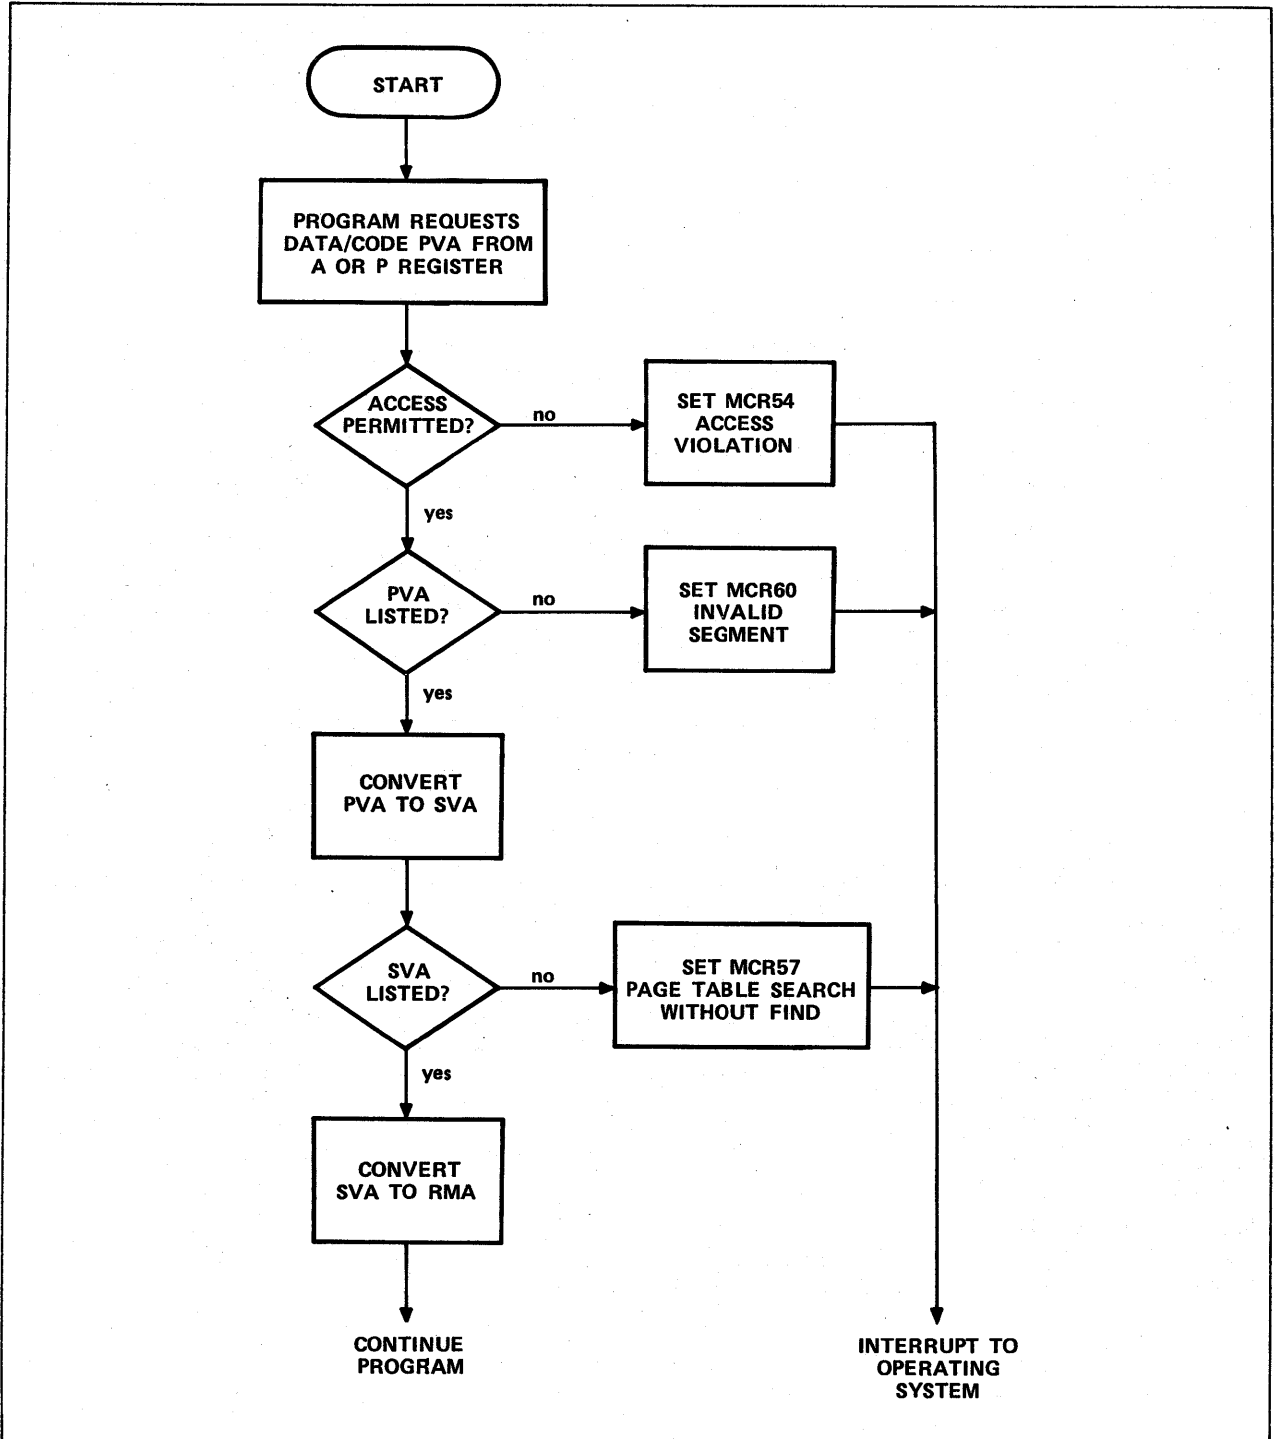 START
PROGRAM REQUESTS
DATA/CODE PVA FROM
A OR P REGISTER
ACCESS
PERMITTED?
no
SET MCR54
ACCESS
VIOLATION
yes
PVA
LISTED?
no
SET MCR60
INVALID
SEGMENT
yes
CONVERT
PVA TO SVA
SVA
LISTED?
no
SET MCR57
PAGE TABLE SEARCH
WITHOUT FIND
yes
CONVERT
SVA TO RMA
CONTINUE
PROGRAM
INTERRUPT TO
OPERATING
SYSTEM